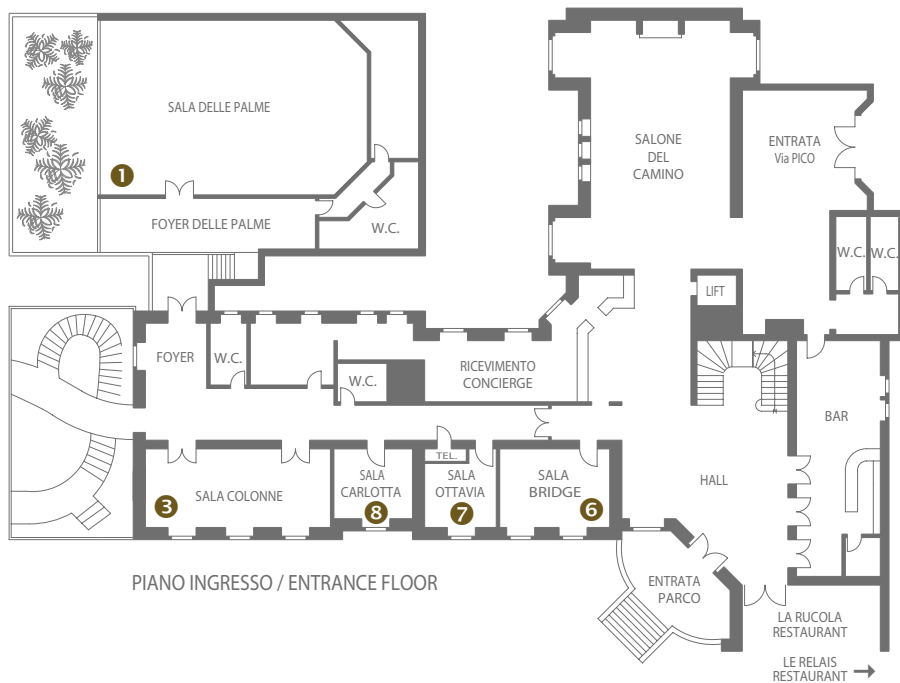 SALA DELLE PALME
1
FOYER DELLE PALME
W.C.
SALONE
DEL
CAMINO
ENTRATA
Via PICO
W.C.
W.C.
LIFT
FOYER
W.C.
W.C.
RICEVIMENTO
CONCIERGE
BAR
TEL.
SALA COLONNE
3
SALA
CARLOTTA
8
SALA
OTTAVIA
7
SALA
BRIDGE
6
HALL
PIANO INGRESSO / ENTRANCE FLOOR
ENTRATA
PARCO
LA RUCOLA
RESTAURANT
LE RELAIS
RESTAURANT